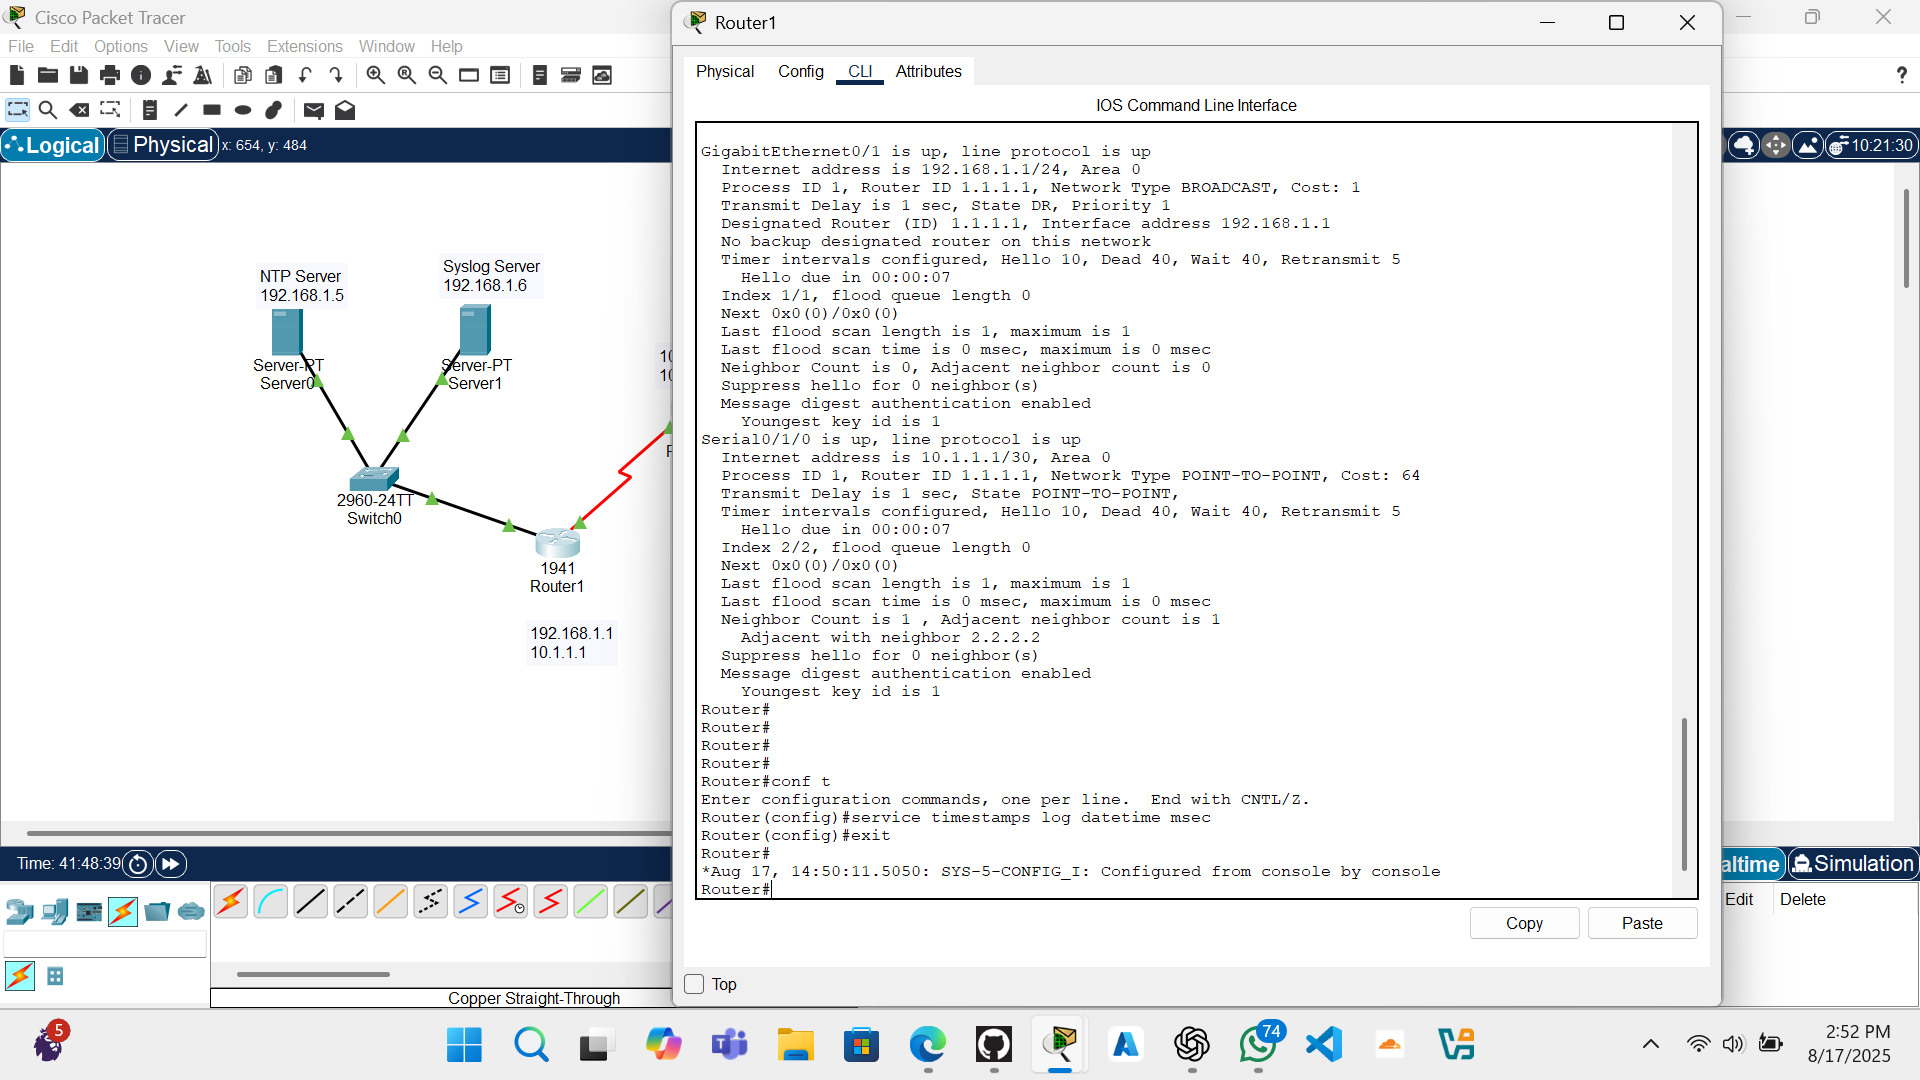 Cisco Packet Tracer
File Edit Options View Tools Extensions Window Help
?
Logical
Physical
x: 654, y: 484
10:21:30
NTP Server
192.168.1.5
Syslog Server
192.168.1.6
Server-PT
Server0
Server-PT
Server1
2960-24TT
Switch0
1941
Router1
192.168.1.1
10.1.1.1
Time: 41:48:39
altime
Simulation
Edit Delete
Copper Straight-Through
Router1
Physical Config CLI Attributes
IOS Command Line Interface
GigabitEthernet0/1 is up, line protocol is up
Internet address is 192.168.1.1/24, Area 0
Process ID 1, Router ID 1.1.1.1, Network Type BROADCAST, Cost: 1
Transmit Delay is 1 sec, State DR, Priority 1
Designated Router (ID) 1.1.1.1, Interface address 192.168.1.1
No backup designated router on this network
Timer intervals configured, Hello 10, Dead 40, Wait 40, Retransmit 5
Hello due in 00:00:07
Index 1/1, flood queue length 0
Next 0x0(0)/0x0(0)
Last flood scan length is 1, maximum is 1
Last flood scan time is 0 msec, maximum is 0 msec
Neighbor Count is 0, Adjacent neighbor count is 0
Suppress hello for 0 neighbor(s)
Message digest authentication enabled
Youngest key id is 1
Serial0/1/0 is up, line protocol is up
Internet address is 10.1.1.1/30, Area 0
Process ID 1, Router ID 1.1.1.1, Network Type POINT-TO-POINT, Cost: 64
Transmit Delay is 1 sec, State POINT-TO-POINT,
Timer intervals configured, Hello 10, Dead 40, Wait 40, Retransmit 5
Hello due in 00:00:07
Index 2/2, flood queue length 0
Next 0x0(0)/0x0(0)
Last flood scan length is 1, maximum is 1
Last flood scan time is 0 msec, maximum is 0 msec
Neighbor Count is 1 , Adjacent neighbor count is 1
Adjacent with neighbor 2.2.2.2
Suppress hello for 0 neighbor(s)
Message digest authentication enabled
Youngest key id is 1
Router#
Router#
Router#
Router#
Router#conf t
Enter configuration commands, one per line.  End with CNTL/Z.
Router(config)#service timestamps log datetime msec
Router(config)#exit
Router#
*Aug 17, 14:50:11.5050: SYS-5-CONFIG_I: Configured from console by console
Router#
Copy Paste
Top
5
74
2:52 PM
8/17/2025